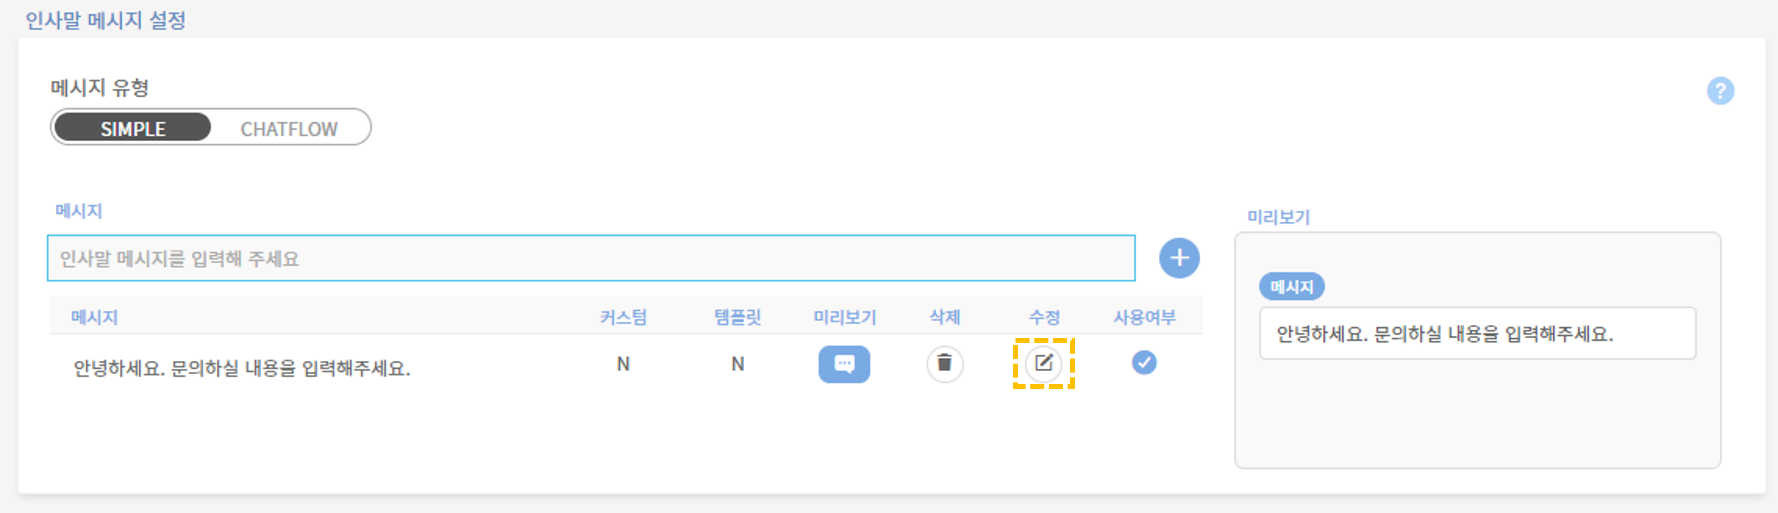 인사말 메시지 설정
메시지 유형
?
SIMPLE CHATFLOW
메시지
인사말 메시지를 입력해 주세요
메시지 커스텀 템플릿 미리보기 삭제 수정 사용여부
안녕하세요. 문의하실 내용을 입력해주세요. N N
미리보기
메시지
안녕하세요. 문의하실 내용을 입력해주세요.